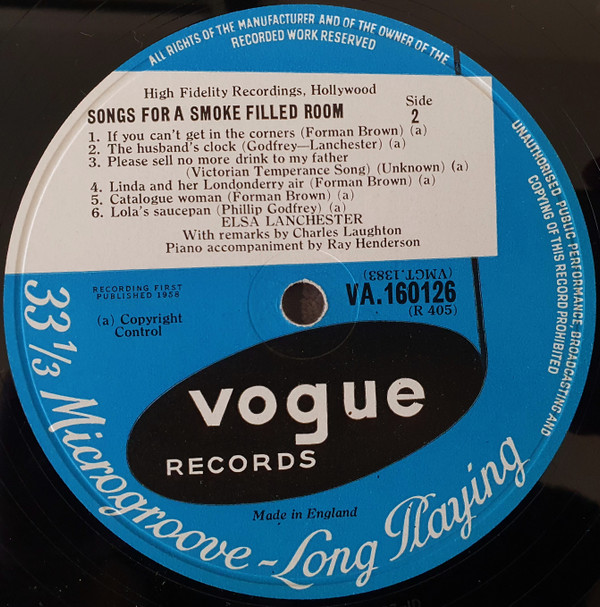 ALL RIGHTS OF THE MANUFACTURER AND OF THE OWNER OF THE
RECORDED WORK RESERVED
High Fidelity Recordings, Hollywood
SONGS FOR A SMOKE FILLED ROOM
Side
2
1. If you can't get in the corners (Forman Brown) (a)
2. The husband's clock (Godfrey—Lanchester) (a)
3. Please sell no more drink to my father
(Victorian Temperance Song) (Unknown) (a)
4. Linda and her Londonderry air (Forman Brown) (a)
5. Catalogue woman (Forman Brown) (a)
6. Lola's saucepan (Phillip Godfrey) (a)
ELSA LANCHESTER
With remarks by Charles Laughton
Piano accompaniment by Ray Henderson
RECORDING FIRST
PUBLISHED 1958
(a) Copyright
Control
(VMGT.1383)
VA.160126
(R 405)
UNAUTHORISED PUBLIC PERFORMANCE, BROADCASTING AND
COPYING OF THIS RECORD PROHIBITED
vogue
RECORDS
Made in England
33 1/3 Microgroove - Long Playing